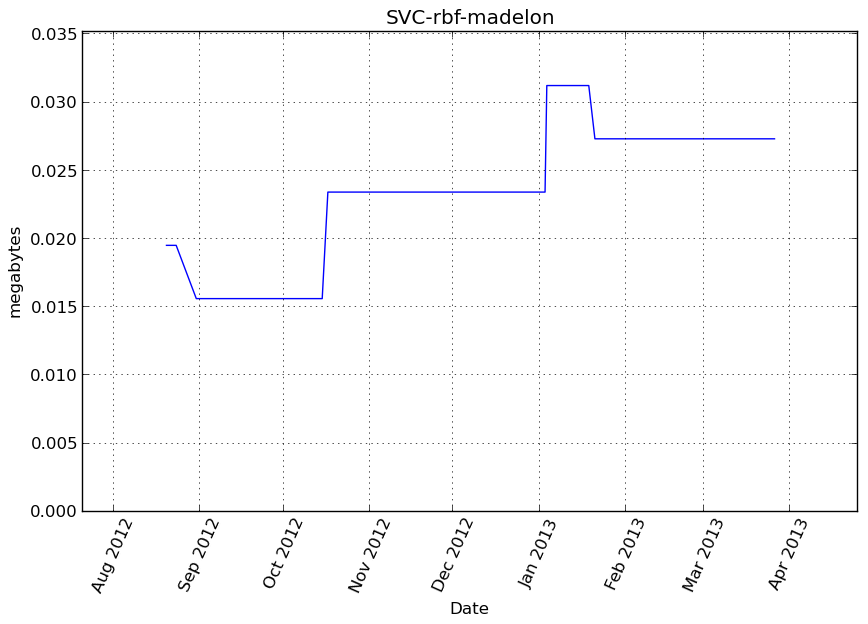 SVC-rbf-madelon
0.035
0.030
0.025
0.020
0.015
0.010
0.005
0.000
megabytes
Aug 2012
Sep 2012
Oct 2012
Nov 2012
Dec 2012
Jan 2013
Feb 2013
Mar 2013
Apr 2013
Date